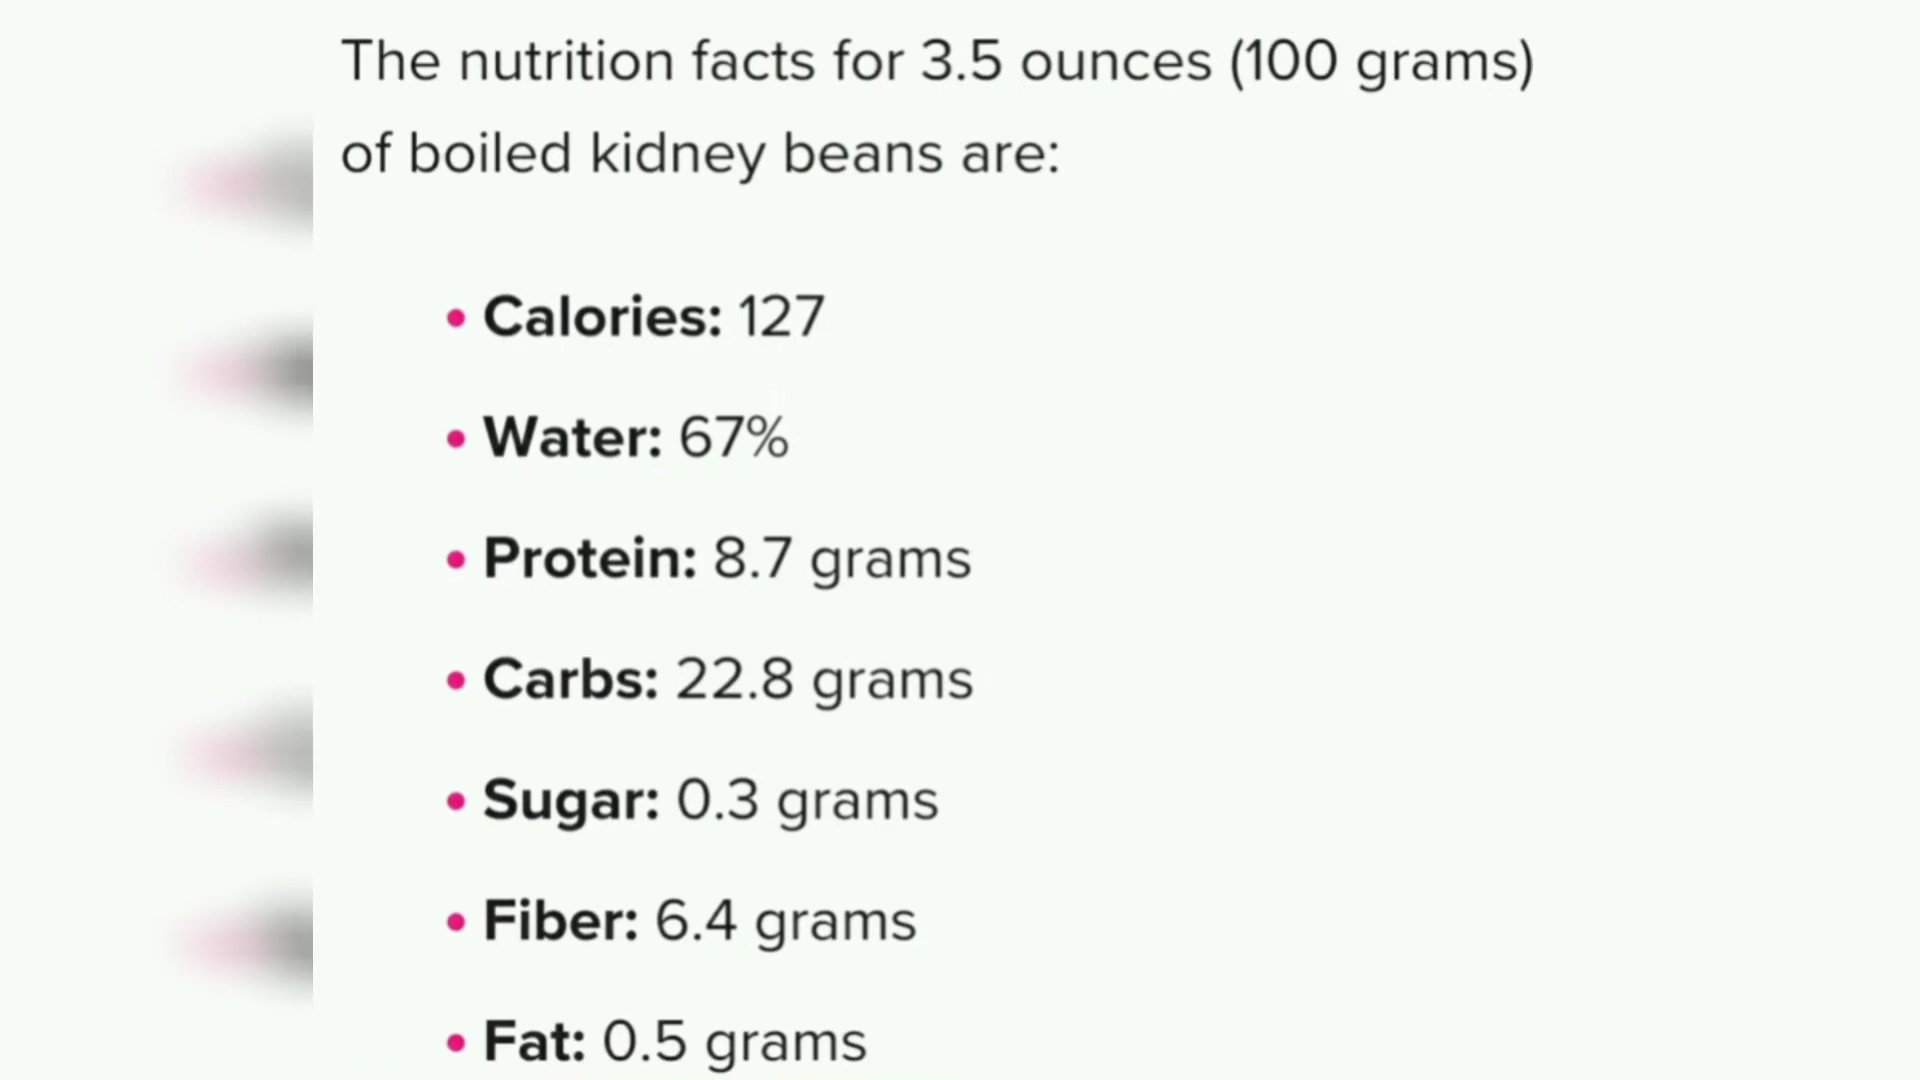 The nutrition facts for 3.5 ounces (100 grams)
of boiled kidney beans are:
• Calories: 127
• Water: 67%
• Protein: 8.7 grams
• Carbs: 22.8 grams
• Sugar: 0.3 grams
• Fiber: 6.4 grams
• Fat: 0.5 grams